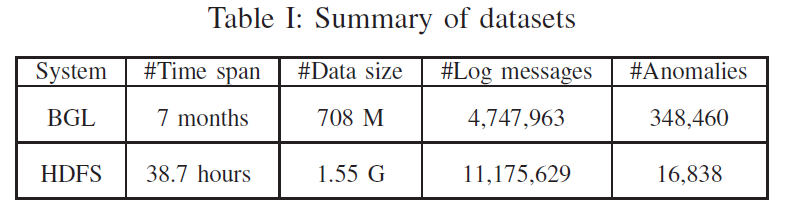 Table I: Summary of datasets
System #Time span #Data size #Log messages #Anomalies
BGL 7 months 708 M 4,747,963 348,460
HDFS 38.7 hours 1.55 G 11,175,629 16,838